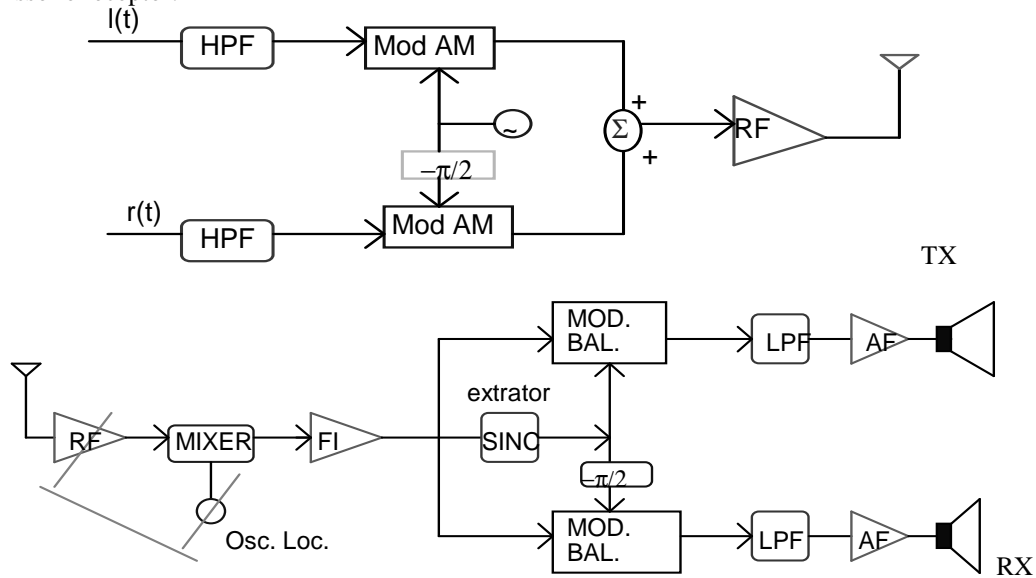 l(t)
HPF
Mod AM
~
−π/2
+
Σ
+
RF
r(t)
HPF
Mod AM
TX
MOD.
BAL.
LPF
AF
extrator
RF
MIXER
FI
SINC
−π/2
Osc. Loc.
MOD.
BAL.
LPF
AF
RX